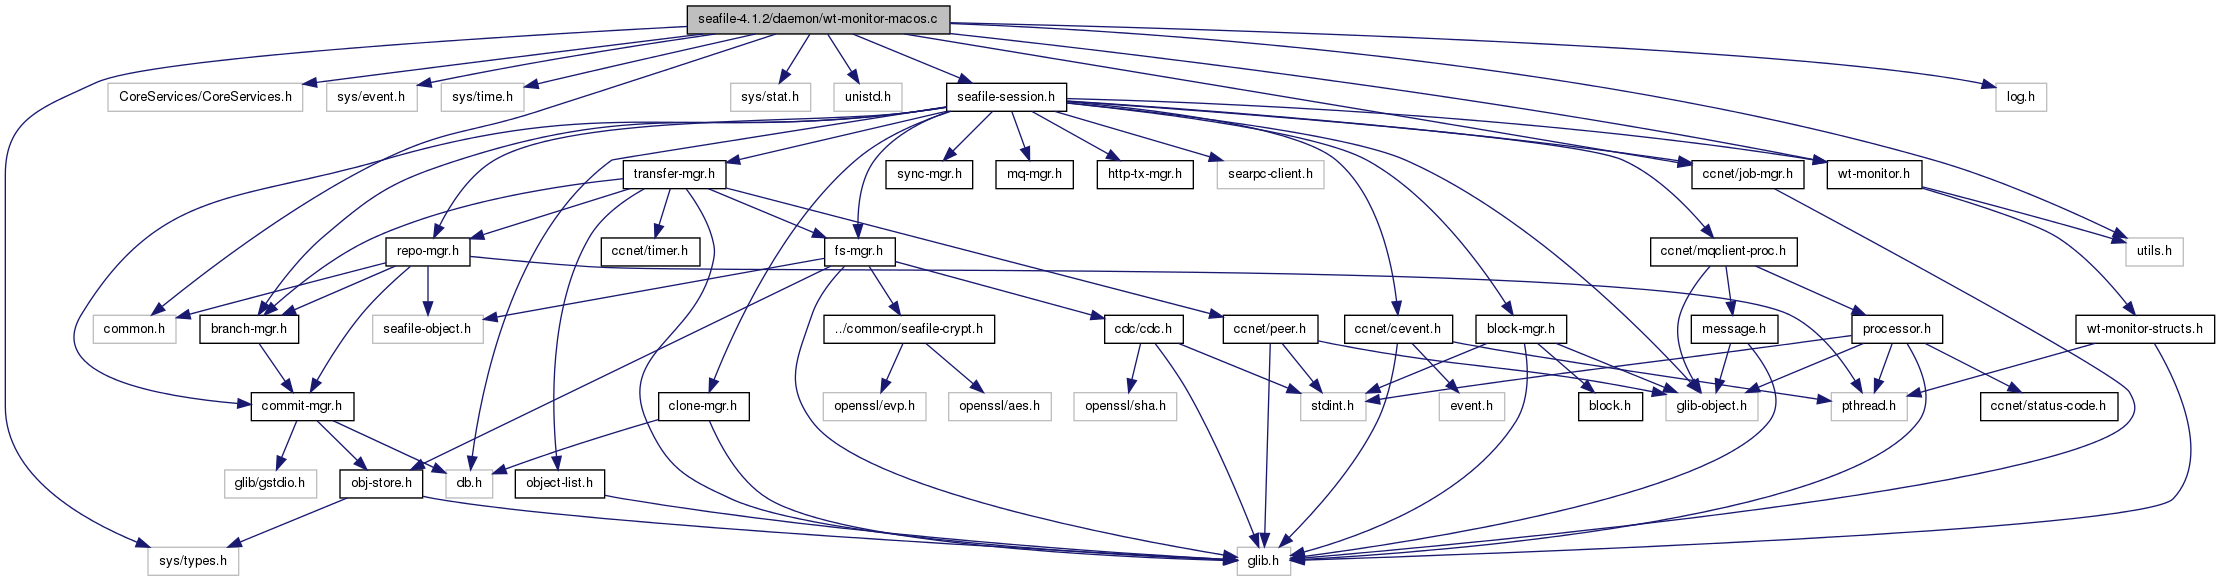 seafile-4.1.2/daemon/wt-monitor-macos.c
CoreServices/CoreServices.h
sys/event.h
sys/time.h
sys/stat.h
unistd.h
seafile-session.h
log.h
transfer-mgr.h
sync-mgr.h
mq-mgr.h
http-tx-mgr.h
searpc-client.h
ccnet/job-mgr.h
wt-monitor.h
repo-mgr.h
ccnet/timer.h
fs-mgr.h
ccnet/mqclient-proc.h
utils.h
common.h
branch-mgr.h
seafile-object.h
../common/seafile-crypt.h
cdc/cdc.h
ccnet/peer.h
ccnet/cevent.h
block-mgr.h
message.h
processor.h
wt-monitor-structs.h
commit-mgr.h
clone-mgr.h
openssl/evp.h
openssl/aes.h
openssl/sha.h
stdint.h
event.h
block.h
glib-object.h
pthread.h
ccnet/status-code.h
glib/gstdio.h
obj-store.h
db.h
object-list.h
sys/types.h
glib.h